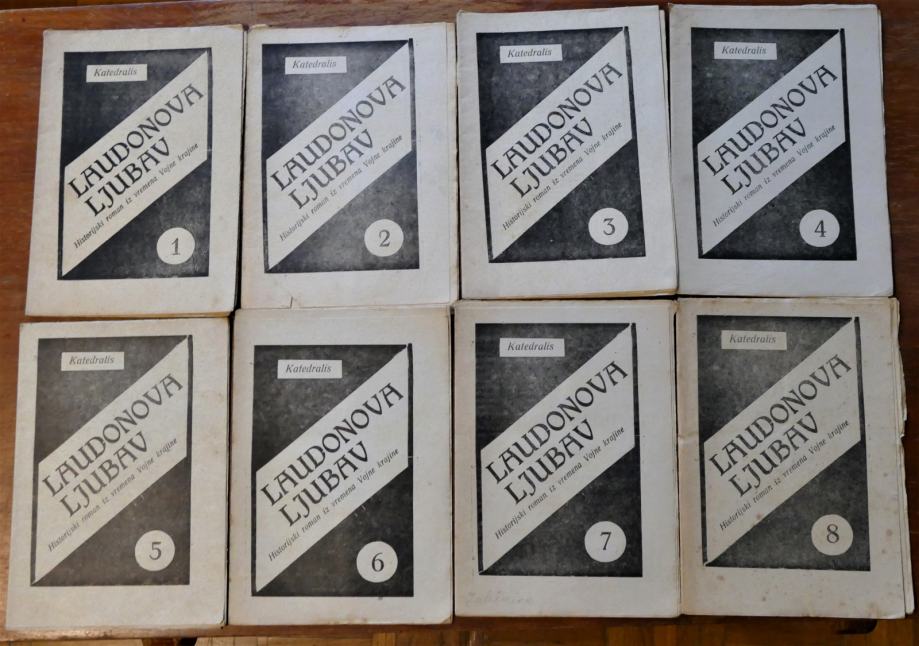 Katedralis
LAUDONOVA
LJUBAV
Historijski roman iz vremena Vojne krajine
1
Katedralis
LAUDONOVA
LJUBAV
Historijski roman iz vremena Vojne krajine
2
Katedralis
LAUDONOVA
LJUBAV
Historijski roman iz vremena Vojne krajine
3
Katedralis
LAUDONOVA
LJUBAV
Historijski roman iz vremena Vojne krajine
4
Katedralis
LAUDONOVA
LJUBAV
Historijski roman iz vremena Vojne krajine
5
Katedralis
LAUDONOVA
LJUBAV
Historijski roman iz vremena Vojne krajine
6
Katedralis
LAUDONOVA
LJUBAV
Historijski roman iz vremena Vojne krajine
7
Katedralis
LAUDONOVA
LJUBAV
Historijski roman iz vremena Vojne krajine
8